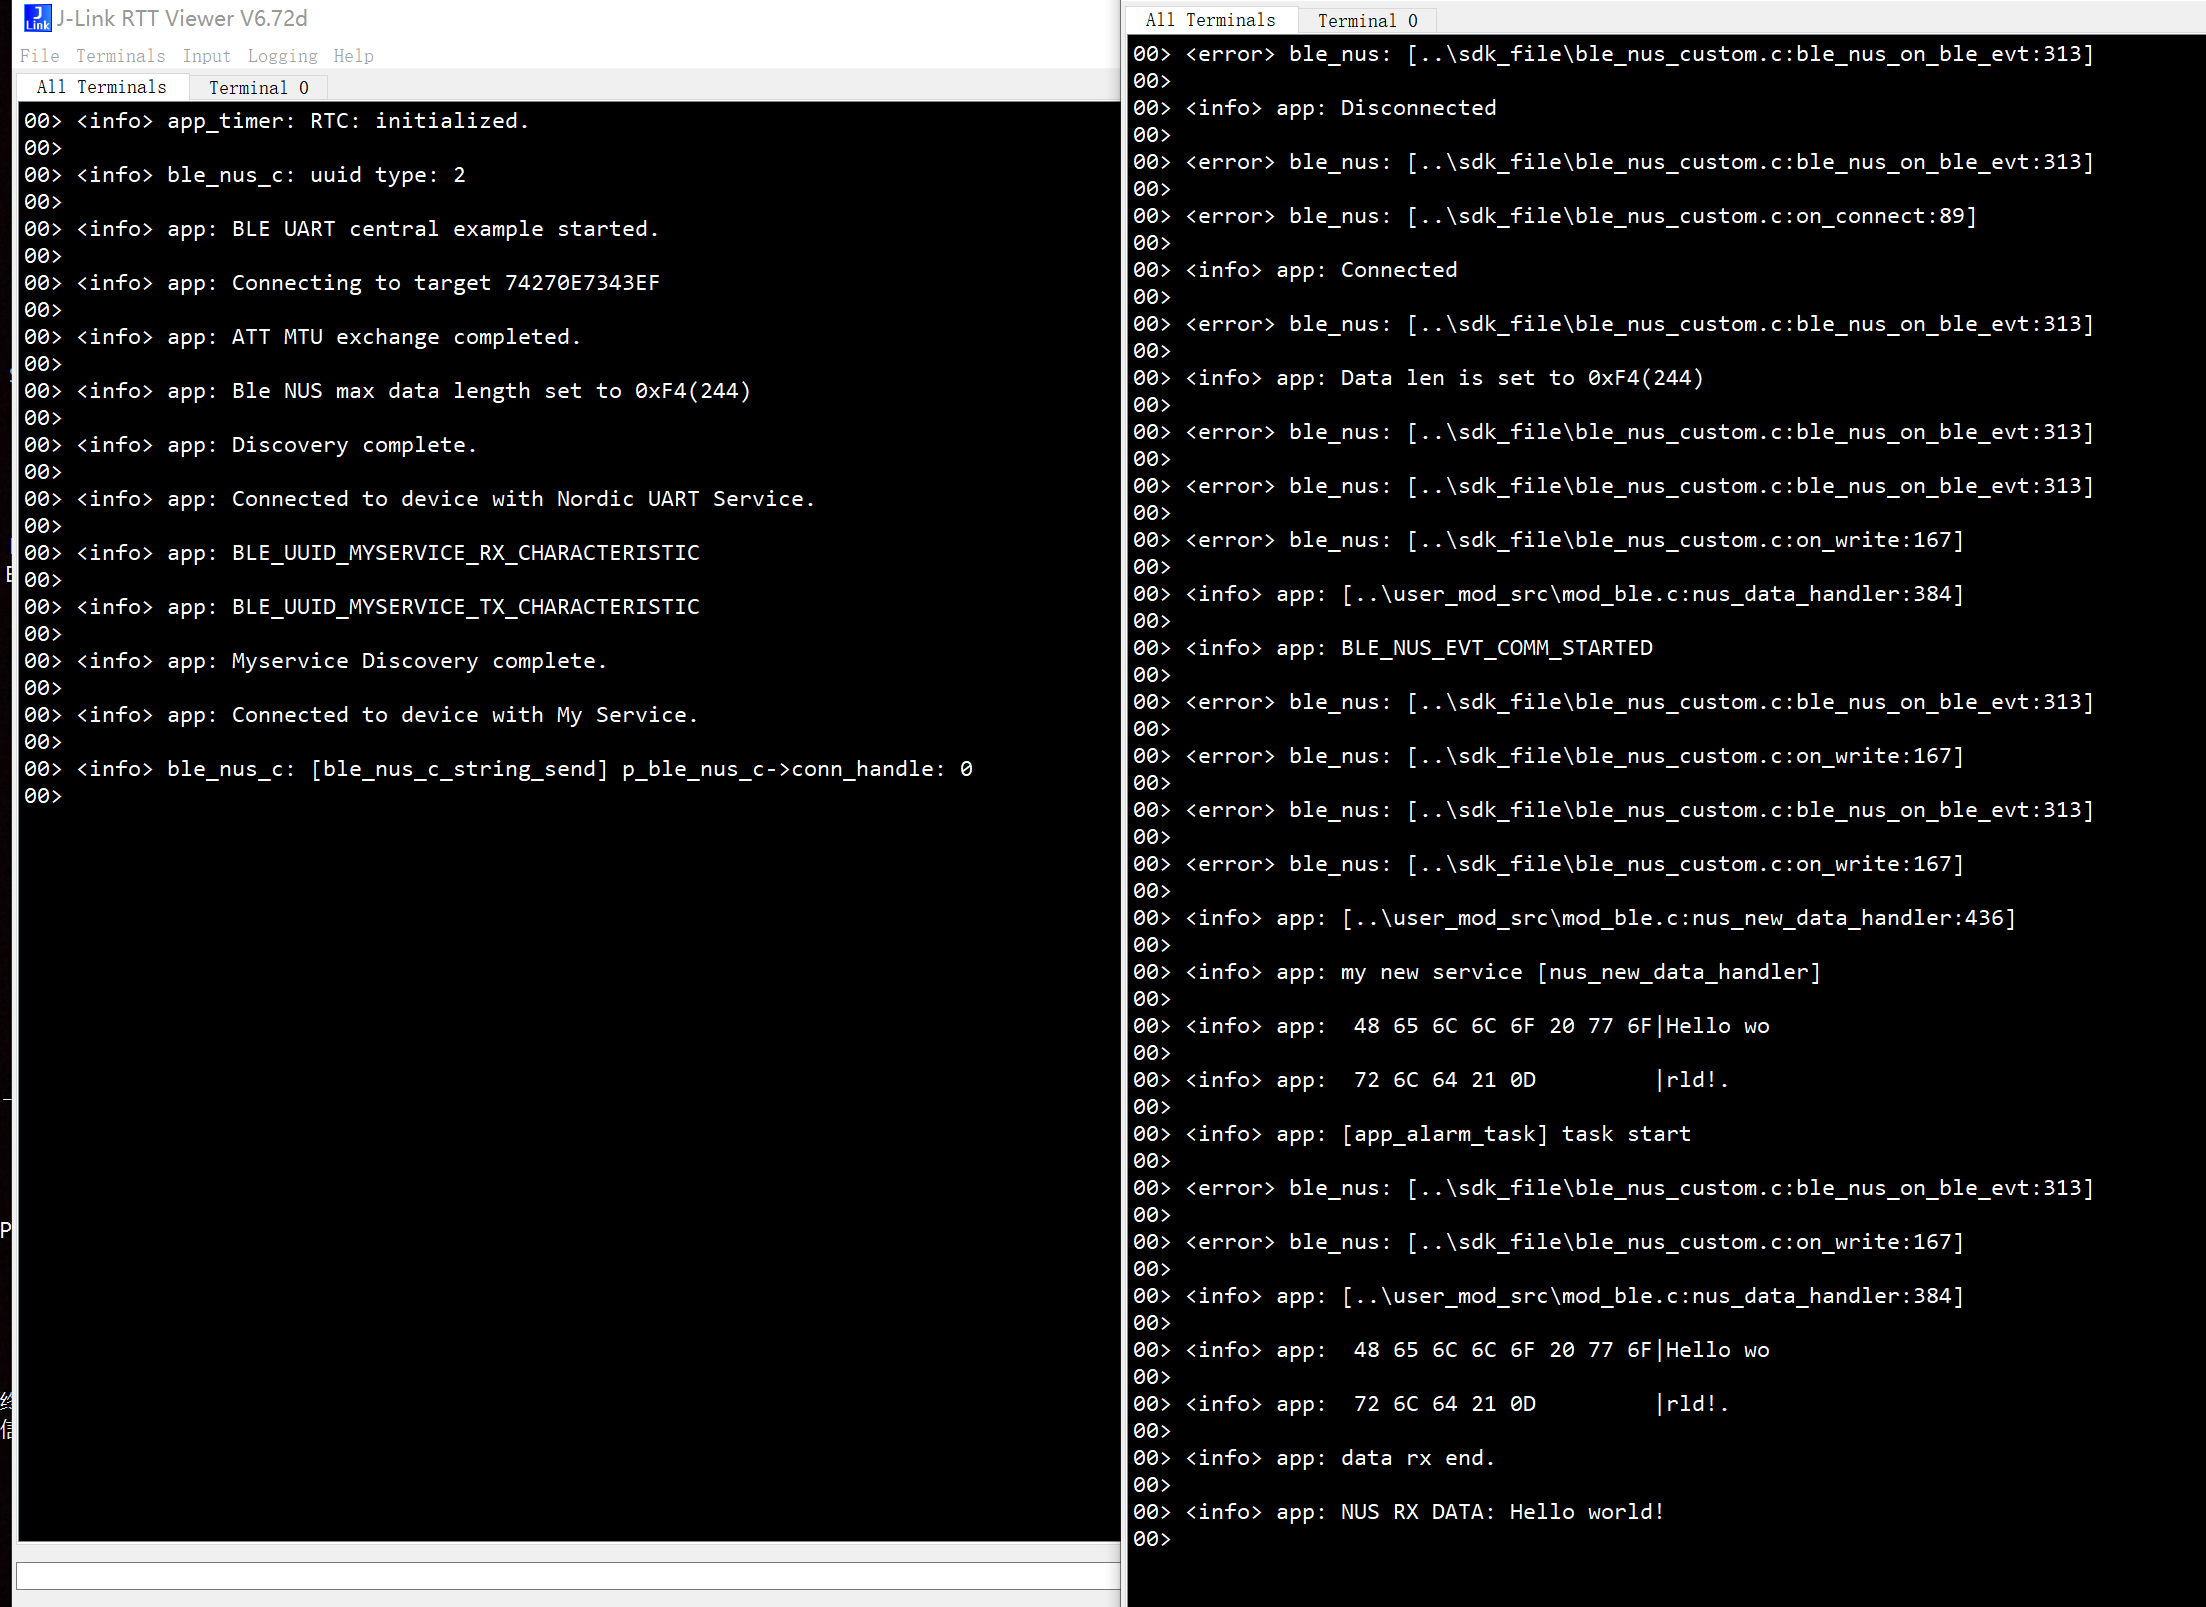 J-Link RTT Viewer V6.72d
File Terminals Input Logging Help
All Terminals Terminal 0
00> <info> app_timer: RTC: initialized.
00>
00> <info> ble_nus_c: uuid type: 2
00>
00> <info> app: BLE UART central example started.
00>
00> <info> app: Connecting to target 74270E7343EF
00>
00> <info> app: ATT MTU exchange completed.
00>
00> <info> app: Ble NUS max data length set to 0xF4(244)
00>
00> <info> app: Discovery complete.
00>
00> <info> app: Connected to device with Nordic UART Service.
00>
00> <info> app: BLE_UUID_MYSERVICE_RX_CHARACTERISTIC
00>
00> <info> app: BLE_UUID_MYSERVICE_TX_CHARACTERISTIC
00>
00> <info> app: Myservice Discovery complete.
00>
00> <info> app: Connected to device with My Service.
00>
00> <info> ble_nus_c: [ble_nus_c_string_send] p_ble_nus_c->conn_handle: 0
00>
All Terminals Terminal 0
00> <error> ble_nus: [..\sdk_file\ble_nus_custom.c:ble_nus_on_ble_evt:313]
00>
00> <info> app: Disconnected
00>
00> <error> ble_nus: [..\sdk_file\ble_nus_custom.c:ble_nus_on_ble_evt:313]
00>
00> <error> ble_nus: [..\sdk_file\ble_nus_custom.c:on_connect:89]
00>
00> <info> app: Connected
00>
00> <error> ble_nus: [..\sdk_file\ble_nus_custom.c:ble_nus_on_ble_evt:313]
00>
00> <info> app: Data len is set to 0xF4(244)
00>
00> <error> ble_nus: [..\sdk_file\ble_nus_custom.c:ble_nus_on_ble_evt:313]
00>
00> <error> ble_nus: [..\sdk_file\ble_nus_custom.c:ble_nus_on_ble_evt:313]
00>
00> <error> ble_nus: [..\sdk_file\ble_nus_custom.c:on_write:167]
00>
00> <info> app: [..\user_mod_src\mod_ble.c:nus_data_handler:384]
00>
00> <info> app: BLE_NUS_EVT_COMM_STARTED
00>
00> <error> ble_nus: [..\sdk_file\ble_nus_custom.c:ble_nus_on_ble_evt:313]
00>
00> <error> ble_nus: [..\sdk_file\ble_nus_custom.c:on_write:167]
00>
00> <error> ble_nus: [..\sdk_file\ble_nus_custom.c:ble_nus_on_ble_evt:313]
00>
00> <error> ble_nus: [..\sdk_file\ble_nus_custom.c:on_write:167]
00>
00> <info> app: [..\user_mod_src\mod_ble.c:nus_new_data_handler:436]
00>
00> <info> app: my new service [nus_new_data_handler]
00>
00> <info> app:  48 65 6C 6C 6F 20 77 6F|Hello wo
00>
00> <info> app:  72 6C 64 21 0D         |rld!.
00>
00> <info> app: [app_alarm_task] task start
00>
00> <error> ble_nus: [..\sdk_file\ble_nus_custom.c:ble_nus_on_ble_evt:313]
00>
00> <error> ble_nus: [..\sdk_file\ble_nus_custom.c:on_write:167]
00>
00> <info> app: [..\user_mod_src\mod_ble.c:nus_data_handler:384]
00>
00> <info> app:  48 65 6C 6C 6F 20 77 6F|Hello wo
00>
00> <info> app:  72 6C 64 21 0D         |rld!.
00>
00> <info> app: data rx end.
00>
00> <info> app: NUS RX DATA: Hello world!
00>